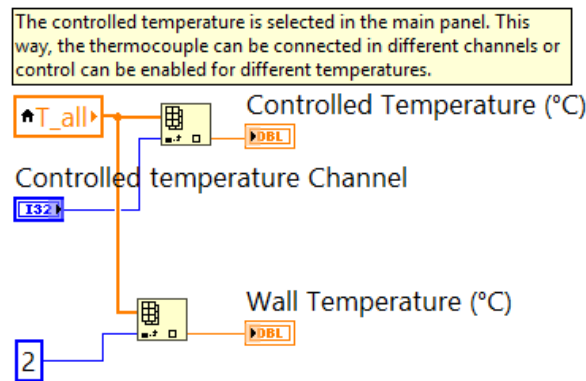 The controlled temperature is selected in the main panel. This
way, the thermocouple can be connected in different channels or
control can be enabled for different temperatures.
T_all
Controlled Temperature (°C)
DBL
Controlled temperature Channel
I32
Wall Temperature (°C)
DBL
2